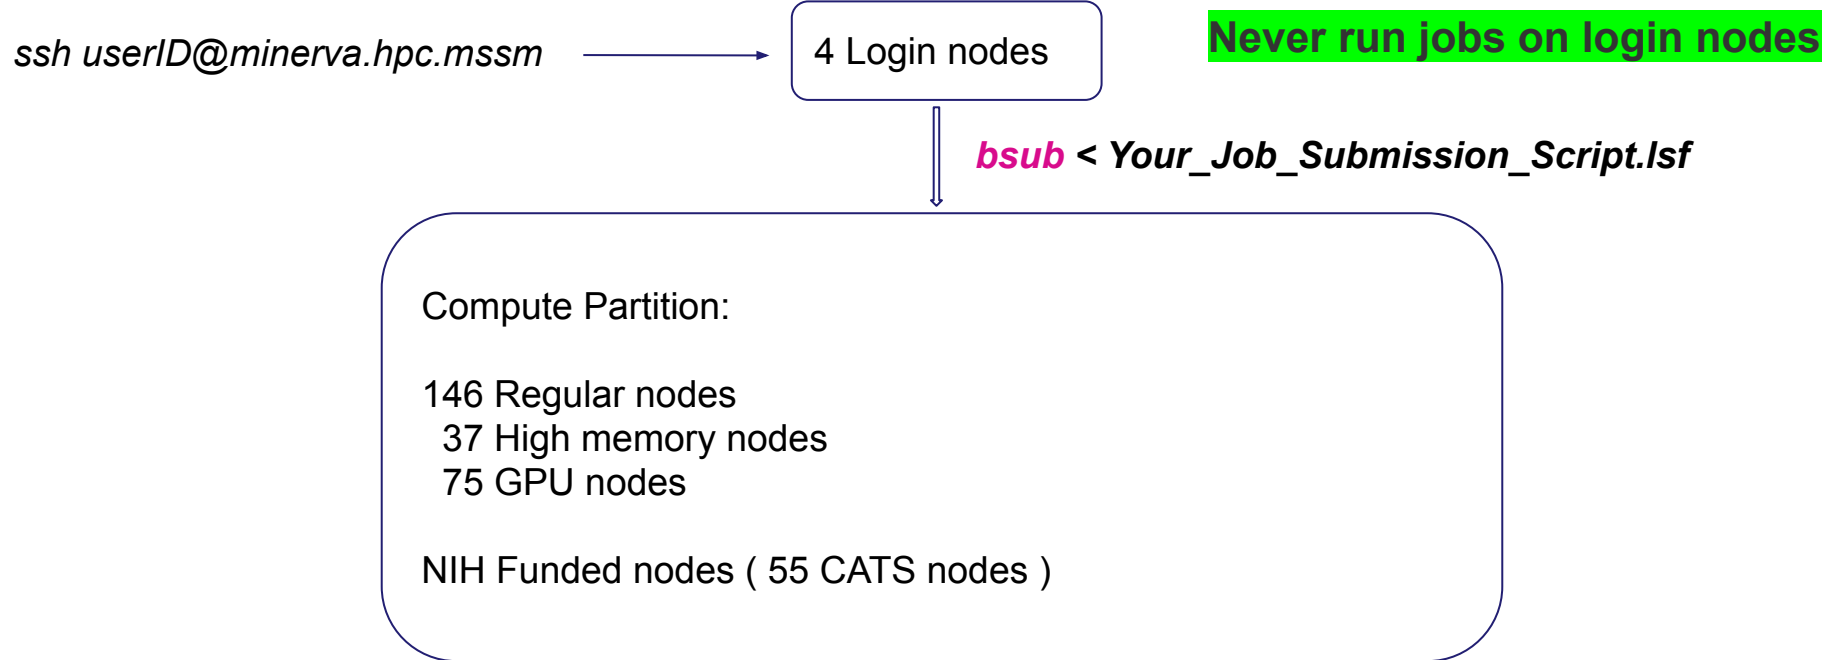 ssh userID@minerva.hpc.mssm
4 Login nodes
Never run jobs on login nodes
bsub < Your_Job_Submission_Script.lsf
Compute Partition:
146 Regular nodes
37 High memory nodes
75 GPU nodes
NIH Funded nodes ( 55 CATS nodes )